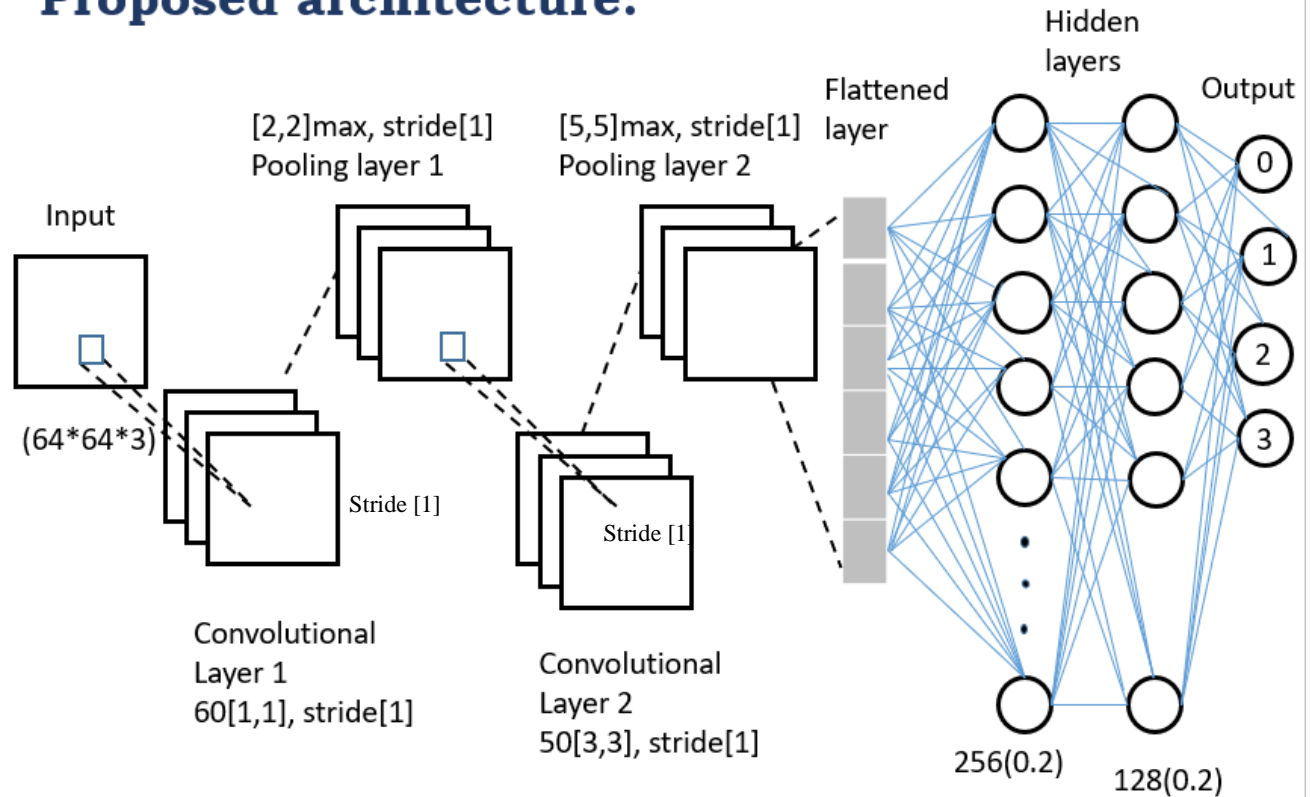 Proposed architecture:
Hidden
layers
Flattened
layer
Output
[2,2]max, stride[1]
Pooling layer 1
[5,5]max, stride[1]
Pooling layer 2
Input
(64*64*3)
Stride [1]
Stride [1]
Convolutional
Layer 1
60[1,1], stride[1]
Convolutional
Layer 2
50[3,3], stride[1]
0
1
2
3
256(0.2)
128(0.2)